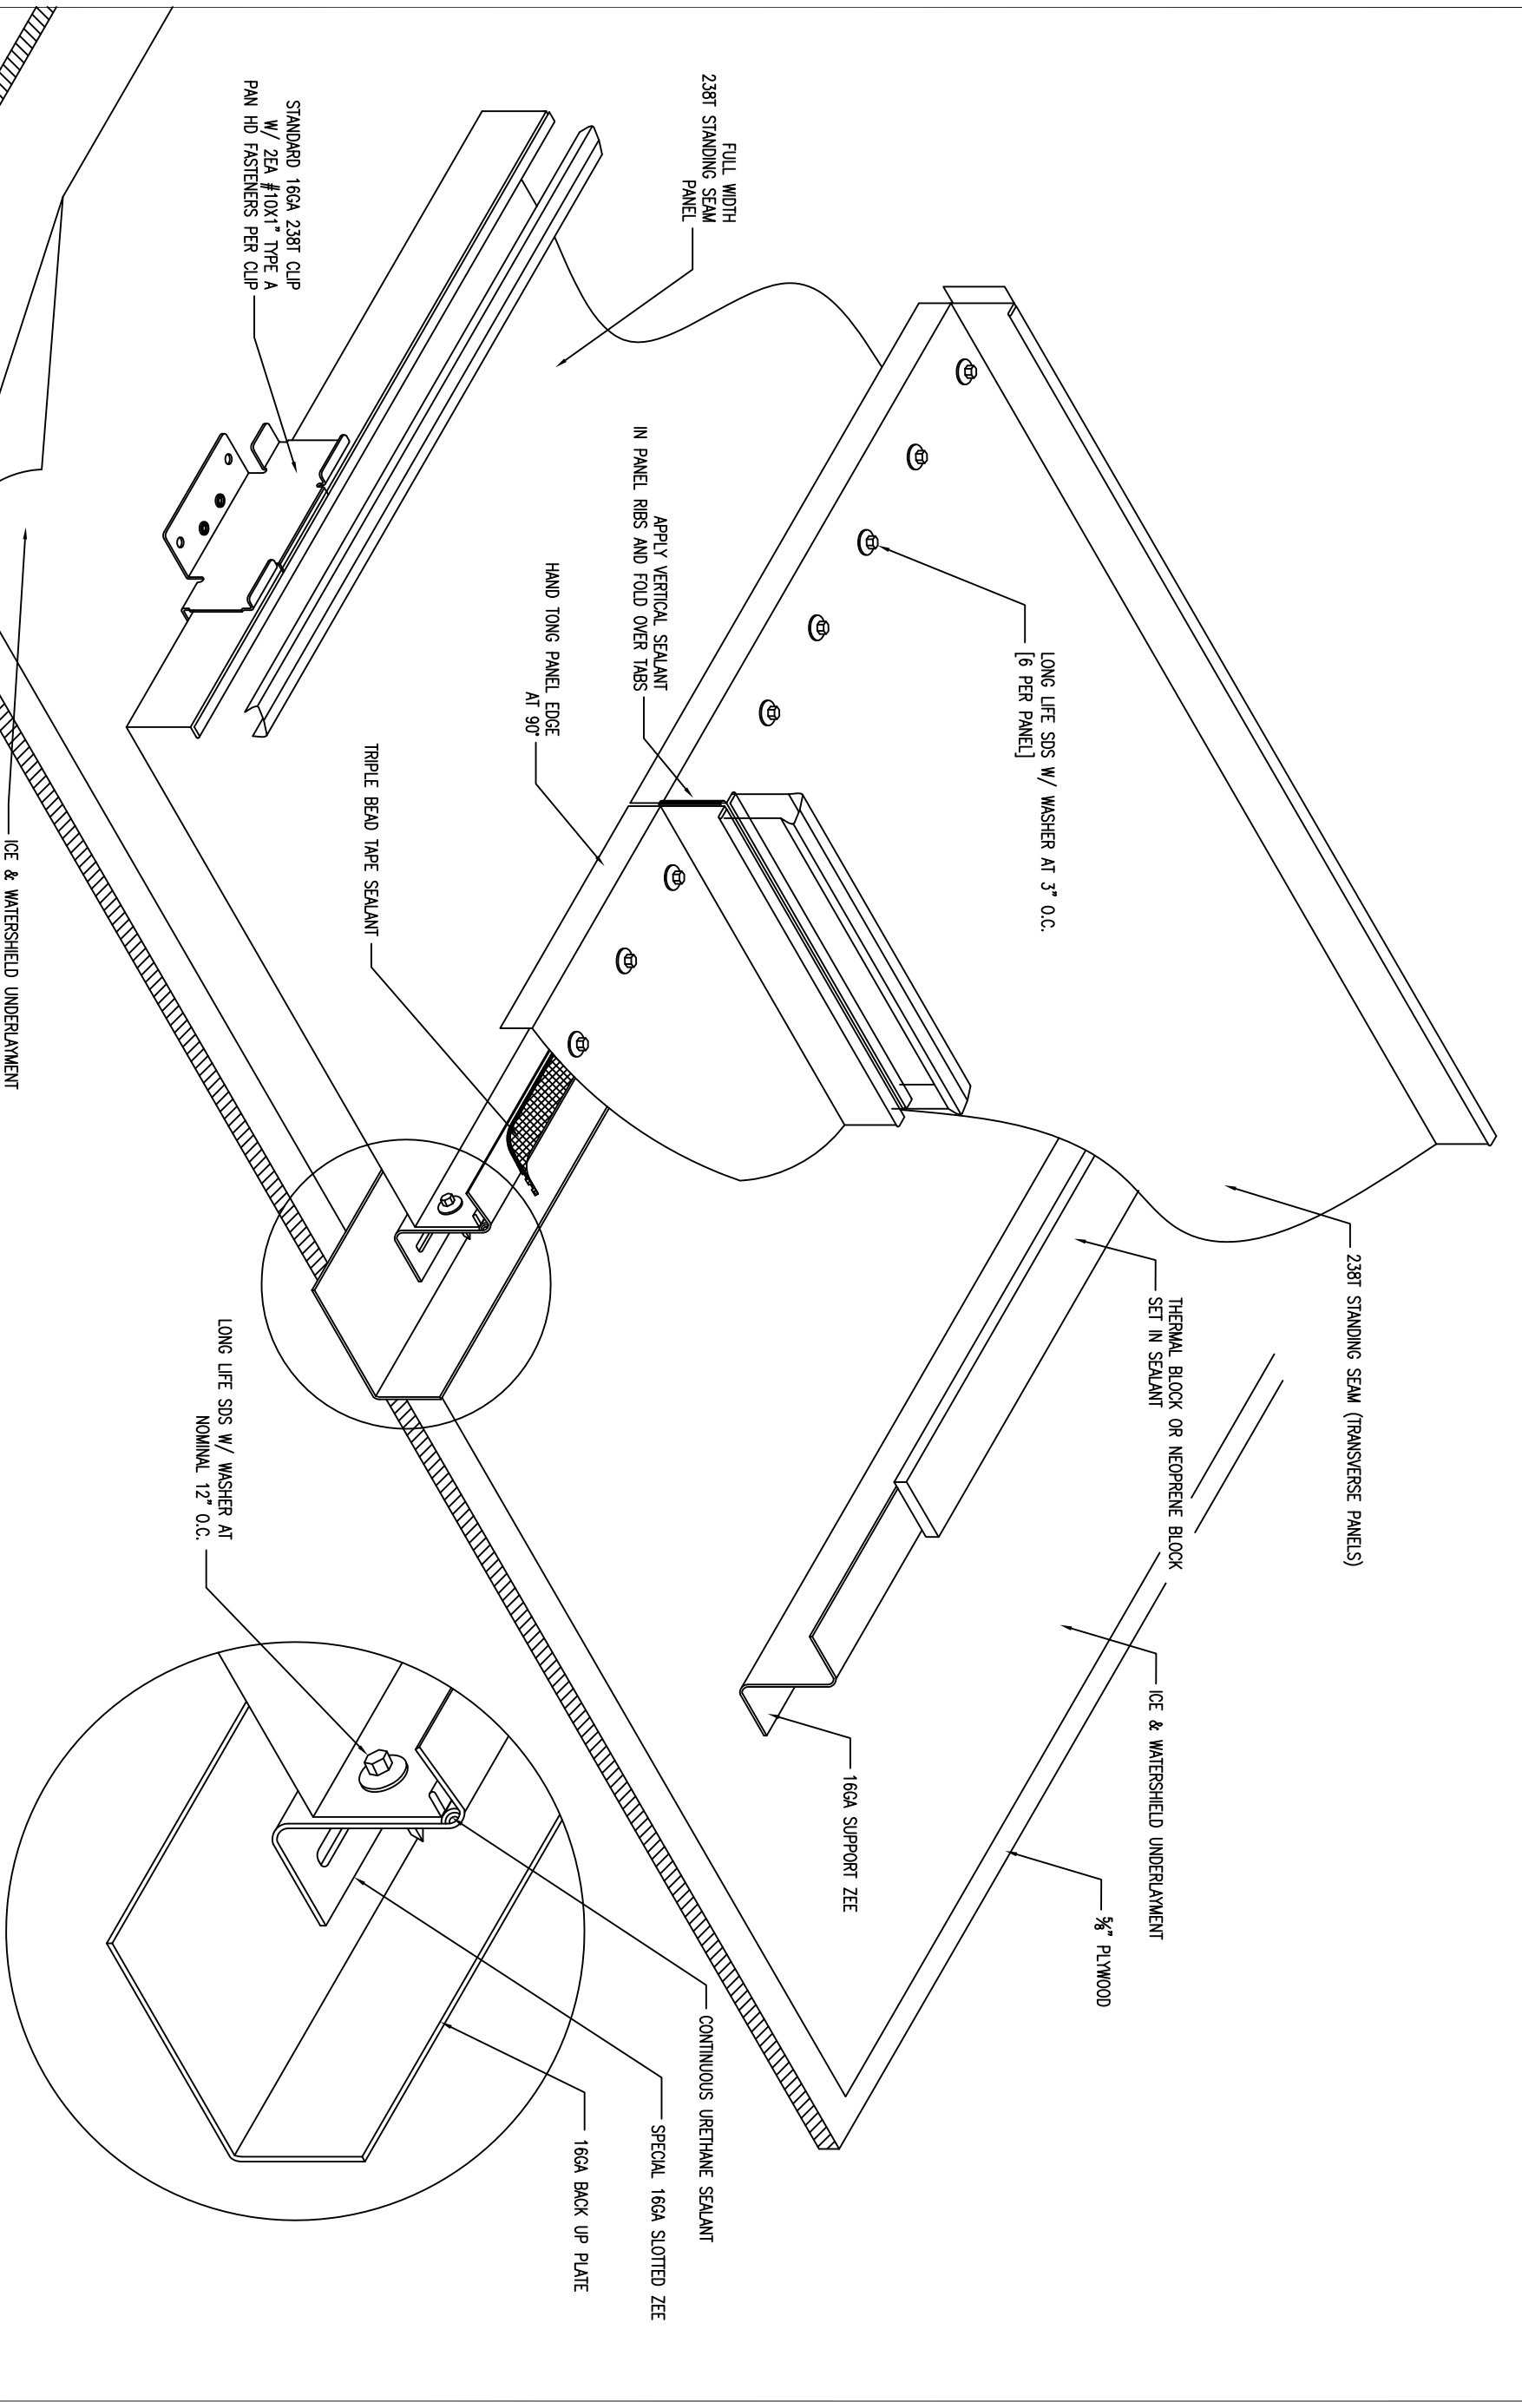 238T STANDING SEAM (TRANSVERSE PANELS)
THERMAL BLOCK OR NEOPRENE BLOCK
SET IN SEALANT
ICE & WATERSHIELD UNDERLAYMENT
⅝" PLYWOOD
LONG LIFE SDS W/ WASHER AT 3" O.C.
[6 PER PANEL]
16GA SUPPORT ZEE
FULL WIDTH
238T STANDING SEAM
PANEL
APPLY VERTICAL SEALANT
IN PANEL RIBS AND FOLD OVER TABS
CONTINUOUS URETHANE SEALANT
SPECIAL 16GA SLOTTED ZEE
16GA BACK UP PLATE
HAND TONG PANEL EDGE
AT 90°
TRIPLE BEAD TAPE SEALANT
STANDARD 16GA 238T CLIP
W/ 2EA #10X1" TYPE A
PAN HD FASTENERS PER CLIP
LONG LIFE SDS W/ WASHER AT
NOMINAL 12" O.C.
ICE & WATERSHIELD UNDERLAYMENT